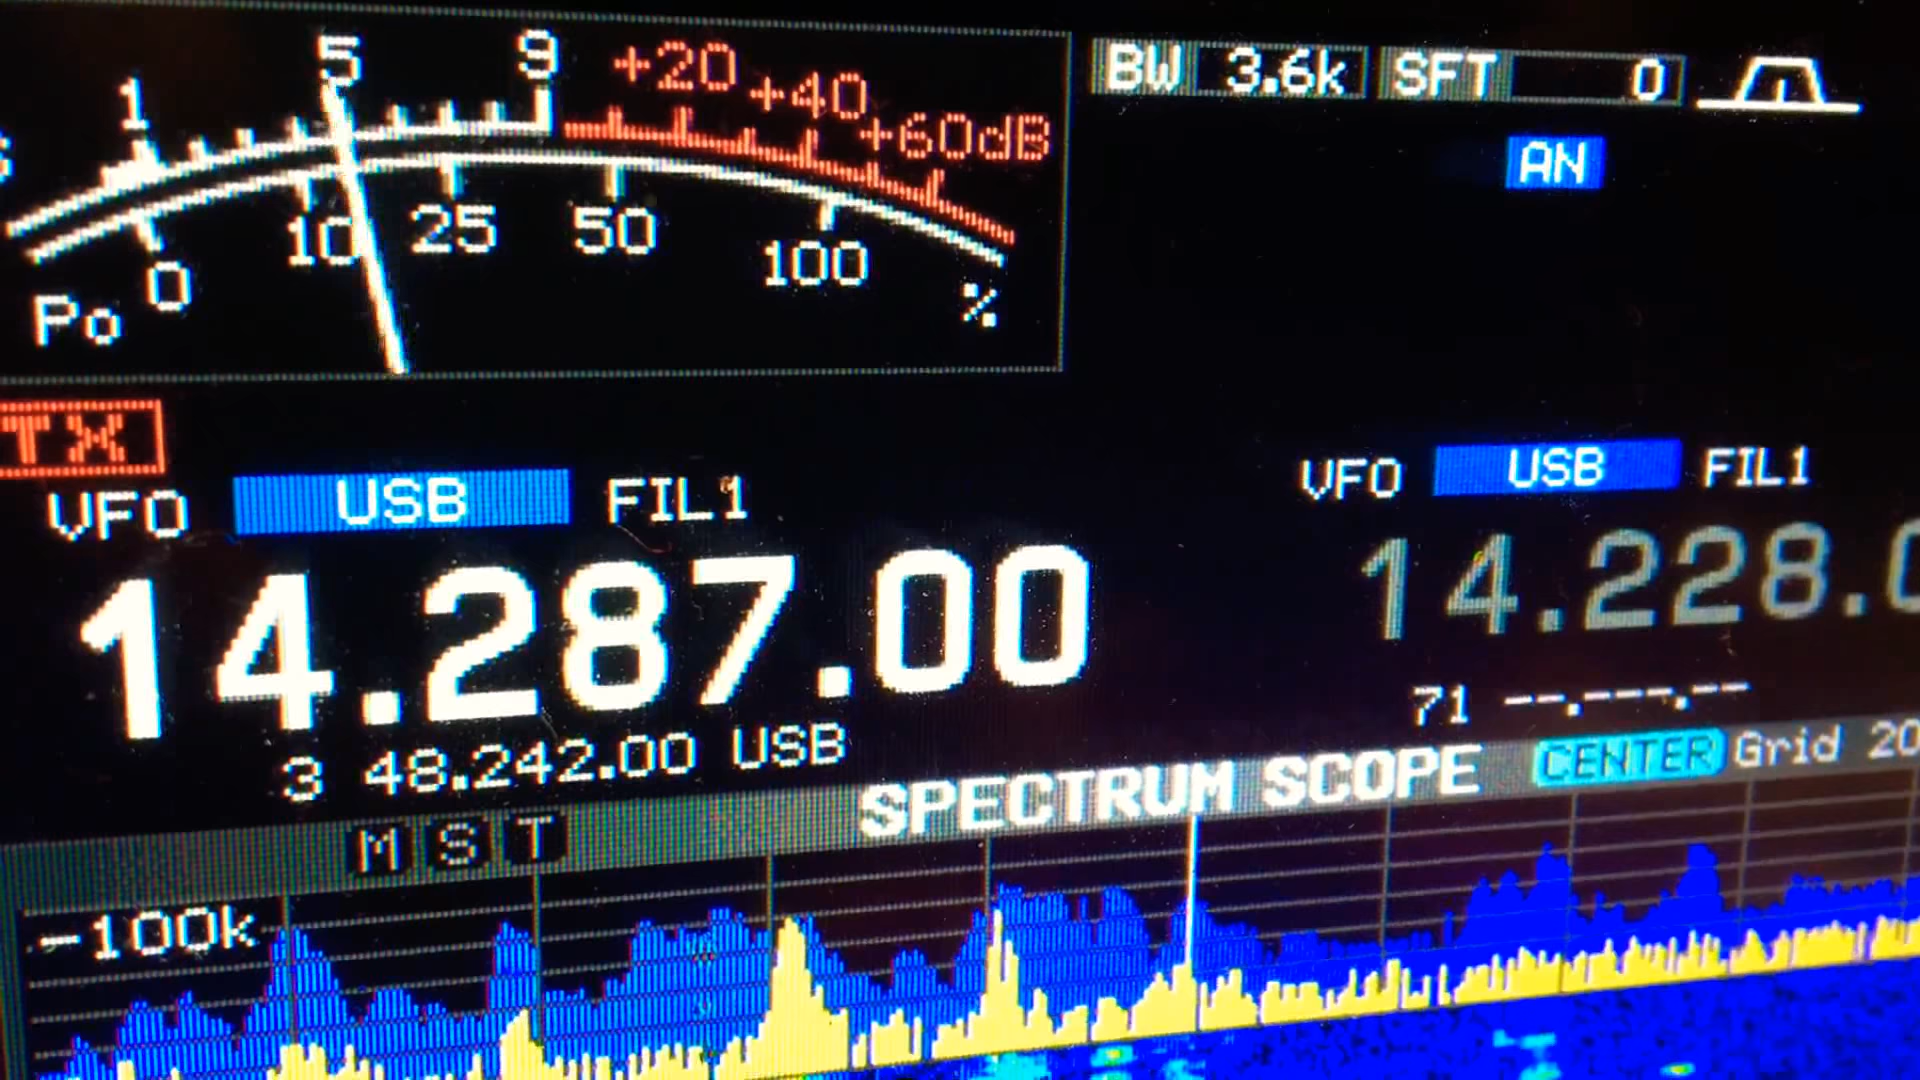 1 5 9 +20 +40 +60dB
S
0 10 25 50 100
Po %
BW 3.6k SFT 0
AN
TX
VFO USB FIL1
14.287.00
3 48.242.00 USB
VFO USB FIL1
14.228.0
71 --.---.--
M S T SPECTRUM SCOPE CENTER Grid 20
-100k